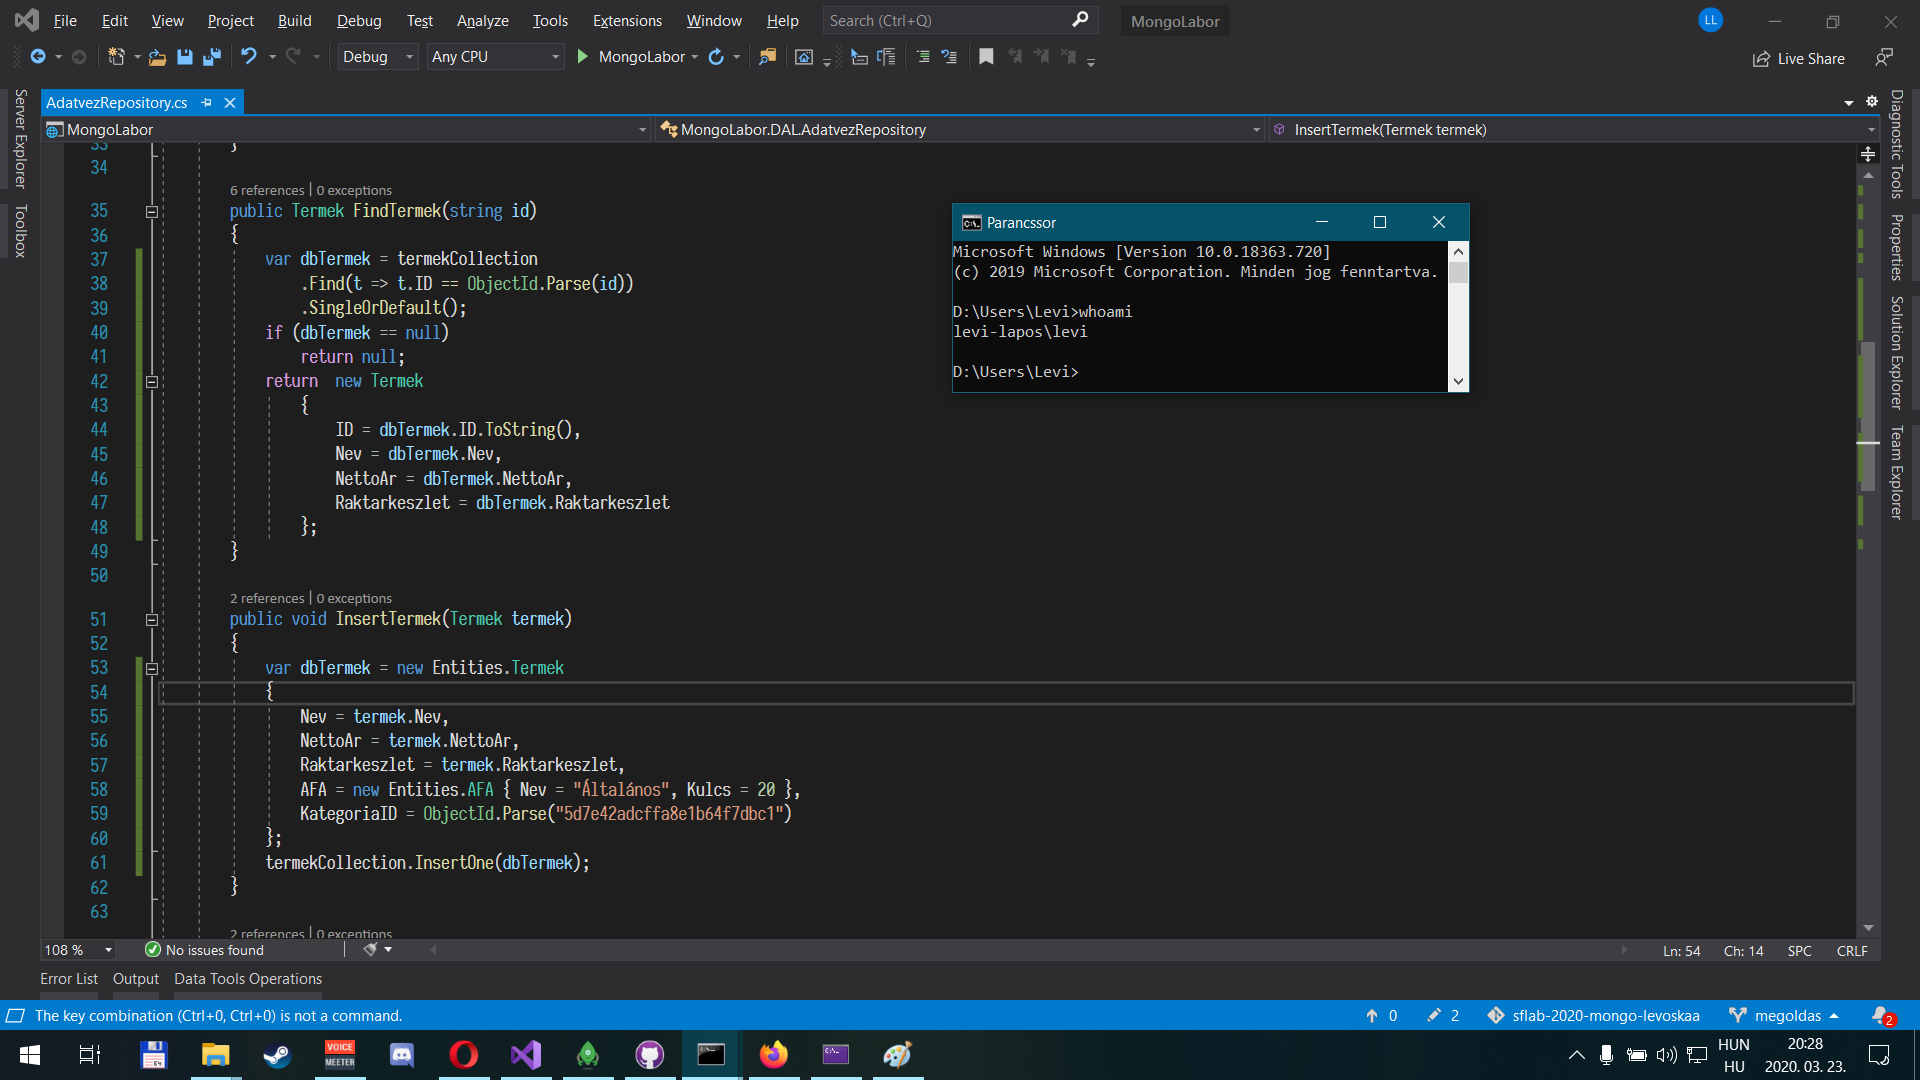 File Edit View Project Build Debug Test Analyze Tools Extensions Window Help Search (Ctrl+Q) MongoLabor LL
Debug Any CPU MongoLabor Live Share
AdatvezRepository.cs
MongoLabor MongoLabor.DAL.AdatvezRepository InsertTermek(Termek termek)
Server Explorer
Toolbox
Diagnostic Tools
Properties
Solution Explorer
Team Explorer
33 }
34
6 references | 0 exceptions
35 public Termek FindTermek(string id)
36 {
37 var dbTermek = termekCollection
38 .Find(t => t.ID == ObjectId.Parse(id))
39 .SingleOrDefault();
40 if (dbTermek == null)
41 return null;
42 return  new Termek
43 {
44 ID = dbTermek.ID.ToString(),
45 Nev = dbTermek.Nev,
46 NettoAr = dbTermek.NettoAr,
47 Raktarkeszlet = dbTermek.Raktarkeszlet
48 };
49 }
50
2 references | 0 exceptions
51 public void InsertTermek(Termek termek)
52 {
53 var dbTermek = new Entities.Termek
54 {
55 Nev = termek.Nev,
56 NettoAr = termek.NettoAr,
57 Raktarkeszlet = termek.Raktarkeszlet,
58 AFA = new Entities.AFA { Nev = "Általános", Kulcs = 20 },
59 KategoriaID = ObjectId.Parse("5d7e42adcffa8e1b64f7dbc1")
60 };
61 termekCollection.InsertOne(dbTermek);
62 }
63
2 references | 0 exceptions
Parancssor
Microsoft Windows [Version 10.0.18363.720]
(c) 2019 Microsoft Corporation. Minden jog fenntartva.
D:\Users\Levi>whoami
levi-lapos\levi
D:\Users\Levi>
108 % No issues found Ln: 54 Ch: 14 SPC CRLF
Error List Output Data Tools Operations
The key combination (Ctrl+0, Ctrl+0) is not a command. 0 2 sflab-2020-mongo-levoskaa megoldas 2
VOICE
MEETER
HUN
HU
20:28
2020. 03. 23.